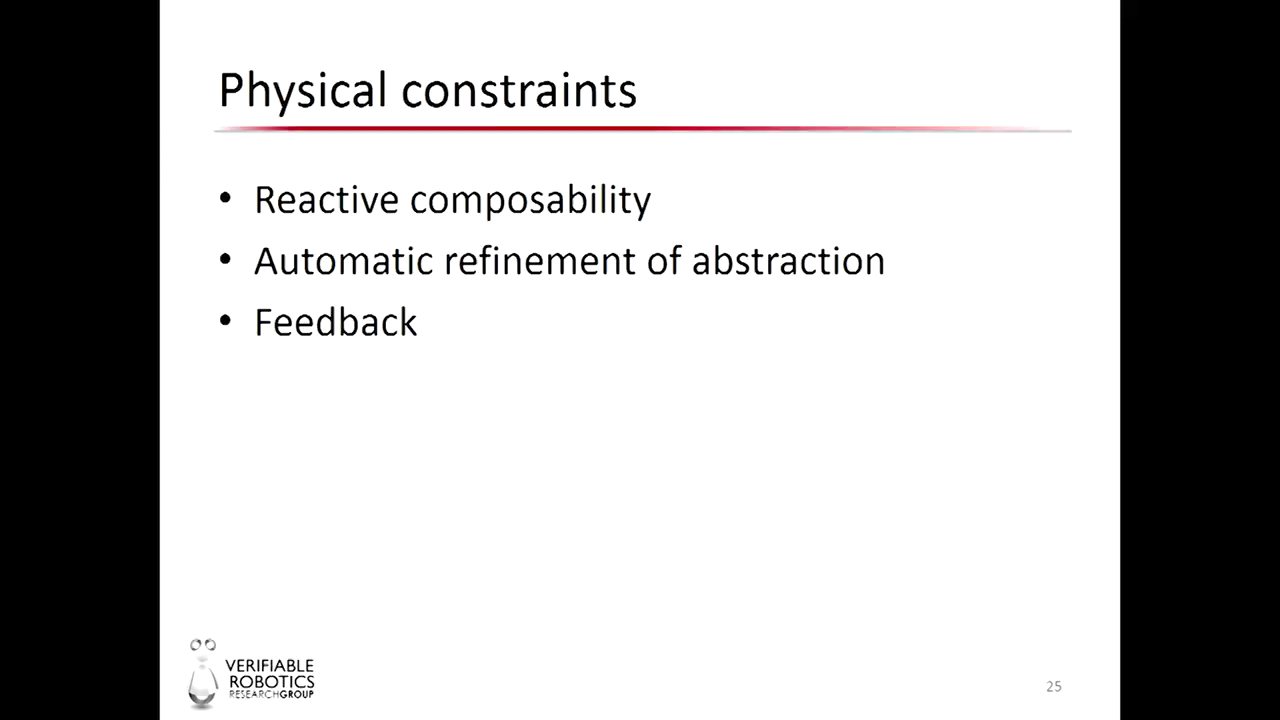 Physical constraints
• Reactive composability
• Automatic refinement of abstraction
• Feedback
VERIFIABLE
ROBOTICS
RESEARCHGROUP
25